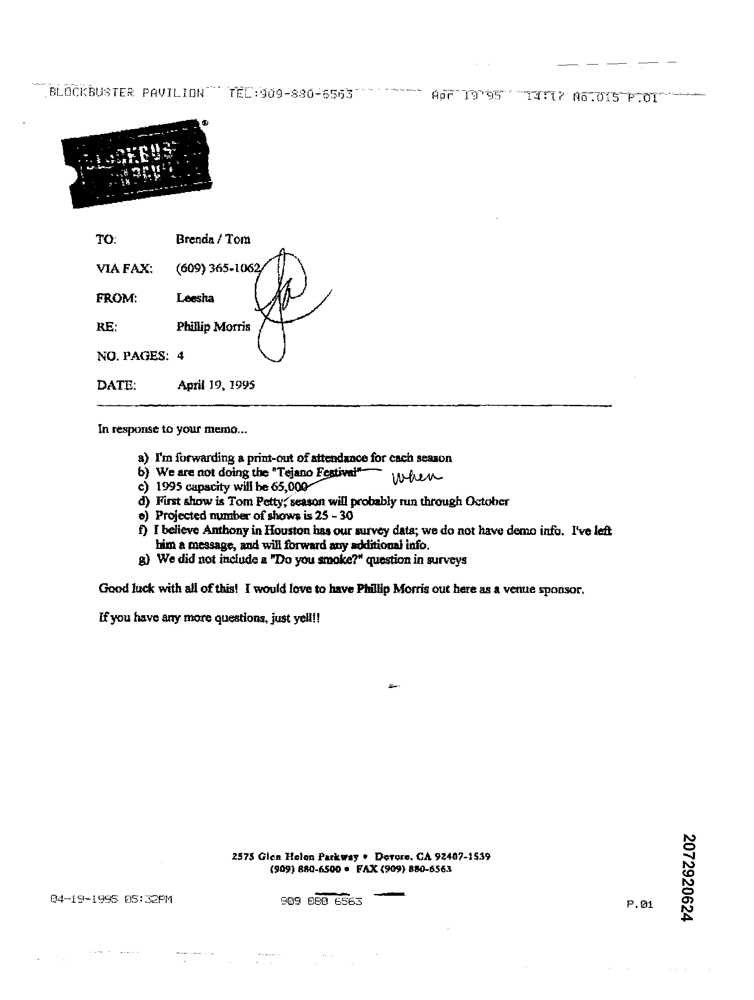 BLOCKBUSTER PAVILION TEL:909-880-6563 Apr 19'95 14:17 No.015 P.01
TO: Brenda / Tom
VIA FAX: (609) 365-1062
FROM: Leesha
RE: Phillip Morris
NO. PAGES: 4
DATE: April 19, 1995
In response to your memo...
a) I'm forwarding a print-out of attendance for each season
b) We are not doing the "Tejano Festival"
when
c) 1995 capacity will be 65,000
d) First show is Tom Petty; season will probably run through October
e) Projected number of shows is 25 - 30
f) I believe Anthony in Houston has our survey data; we do not have demo info. I've left
him a message, and will forward any additional info.
g) We did not include a "Do you smoke?" question in surveys
Good luck with all of this! I would love to have Phillip Morris out here as a venue sponsor.
If you have any more questions, just yell!!
2575 Glen Helen Parkway • Devore, CA 92407-1539
(909) 880-6500 • FAX (909) 880-6563
04-19-1995 05:32PM 909 880 6563 P.01
2072920624